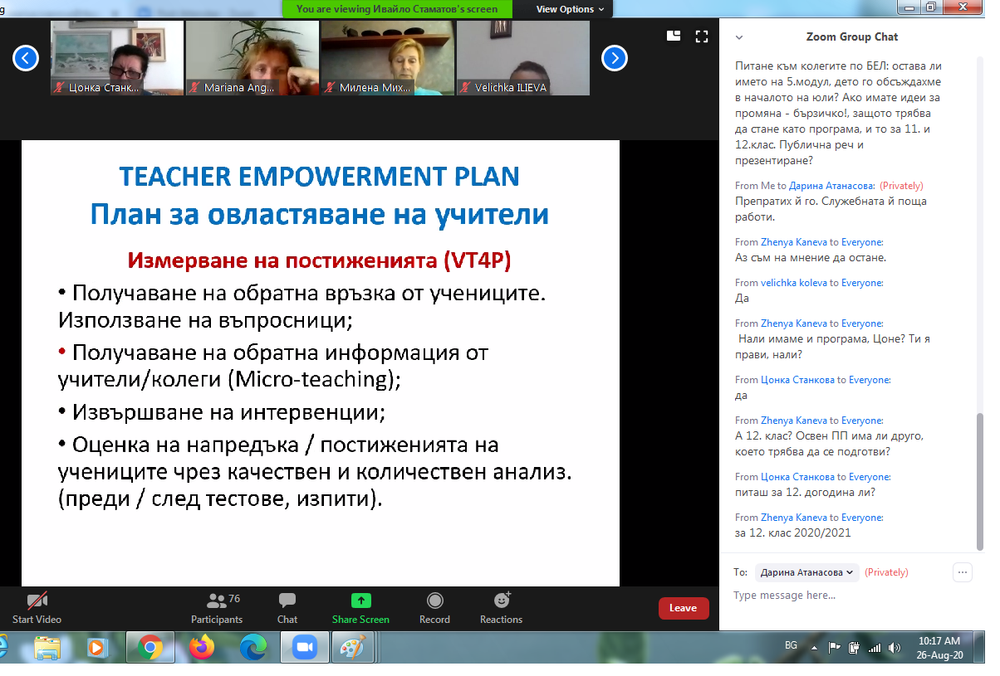 g
You are viewing Ивайло Стаматов's screen
View Options
Цонка Станк...
Mariana Ang...
Милена Мих...
Velichka ILIEVA
TEACHER EMPOWERMENT PLAN
План за овластяване на учители
Измерване на постиженията (VT4P)
• Получаване на обратна връзка от учениците.
Използване на въпросници;
• Получаване на обратна информация от
учители/колеги (Micro-teaching);
• Извършване на интервенции;
• Оценка на напредъка / постиженията на
учениците чрез качествен и количествен анализ.
(преди / след тестове, изпити).
Zoom Group Chat
Питане към колегите по БЕЛ: остава ли
името на 5.модул, дето го обсъждахме
в началото на юли? Ако имате идеи за
промяна - бързичко!, защото трябва
да стане като програма, и то за 11. и
12.клас. Публична реч и
презентиране?
From Me to Дарина Атанасова: (Privately)
Препратих й го. Служебната й поща
работи.
From Zhenya Kaneva to Everyone:
Аз съм на мнение да остане.
From velichka koleva to Everyone:
Да
From Zhenya Kaneva to Everyone:
Нали имаме и програма, Цоне? Ти я
прави, нали?
From Цонка Станкова to Everyone:
да
From Zhenya Kaneva to Everyone:
А 12. клас? Освен ПП има ли друго,
което трябва да се подготви?
From Цонка Станкова to Everyone:
питаш за 12. догодина ли?
From Zhenya Kaneva to Everyone:
за 12. клас 2020/2021
To: Дарина Атанасова (Privately)
Type message here...
Start Video
Participants 76
Chat
Share Screen
Record
Reactions
Leave
BG
10:17 AM
26-Aug-20